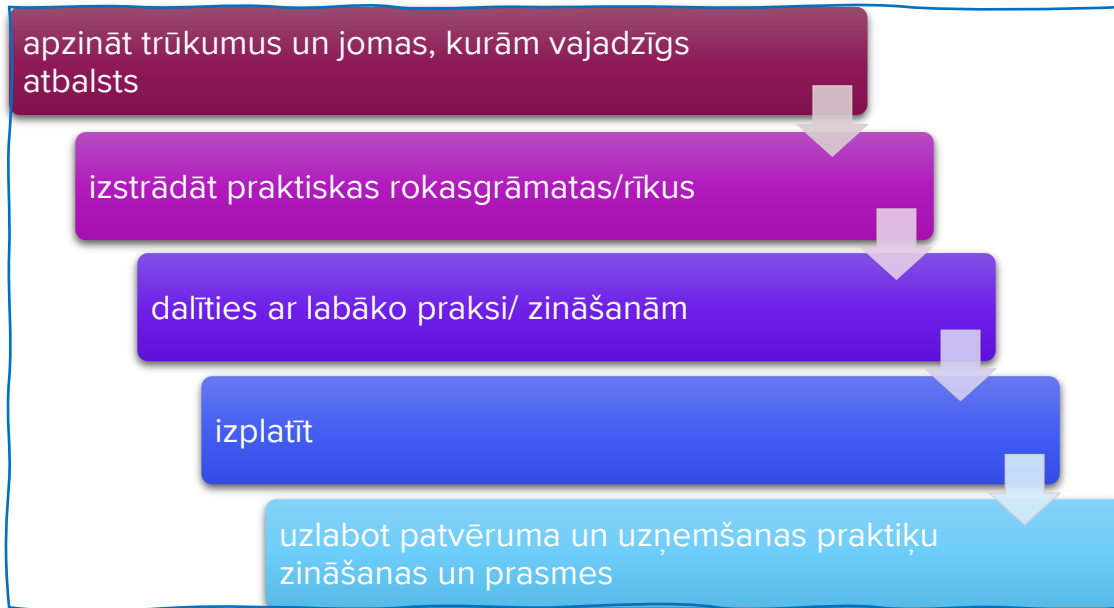 apzināt trūkumus un jomas, kurām vajadzīgs
atbalsts
izstrādāt praktiskas rokasgrāmatas/rīkus
dalīties ar labāko praksi/ zināšanām
izplatīt
uzlabot patvēruma un uzņemšanas praktiķu
zināšanas un prasmes